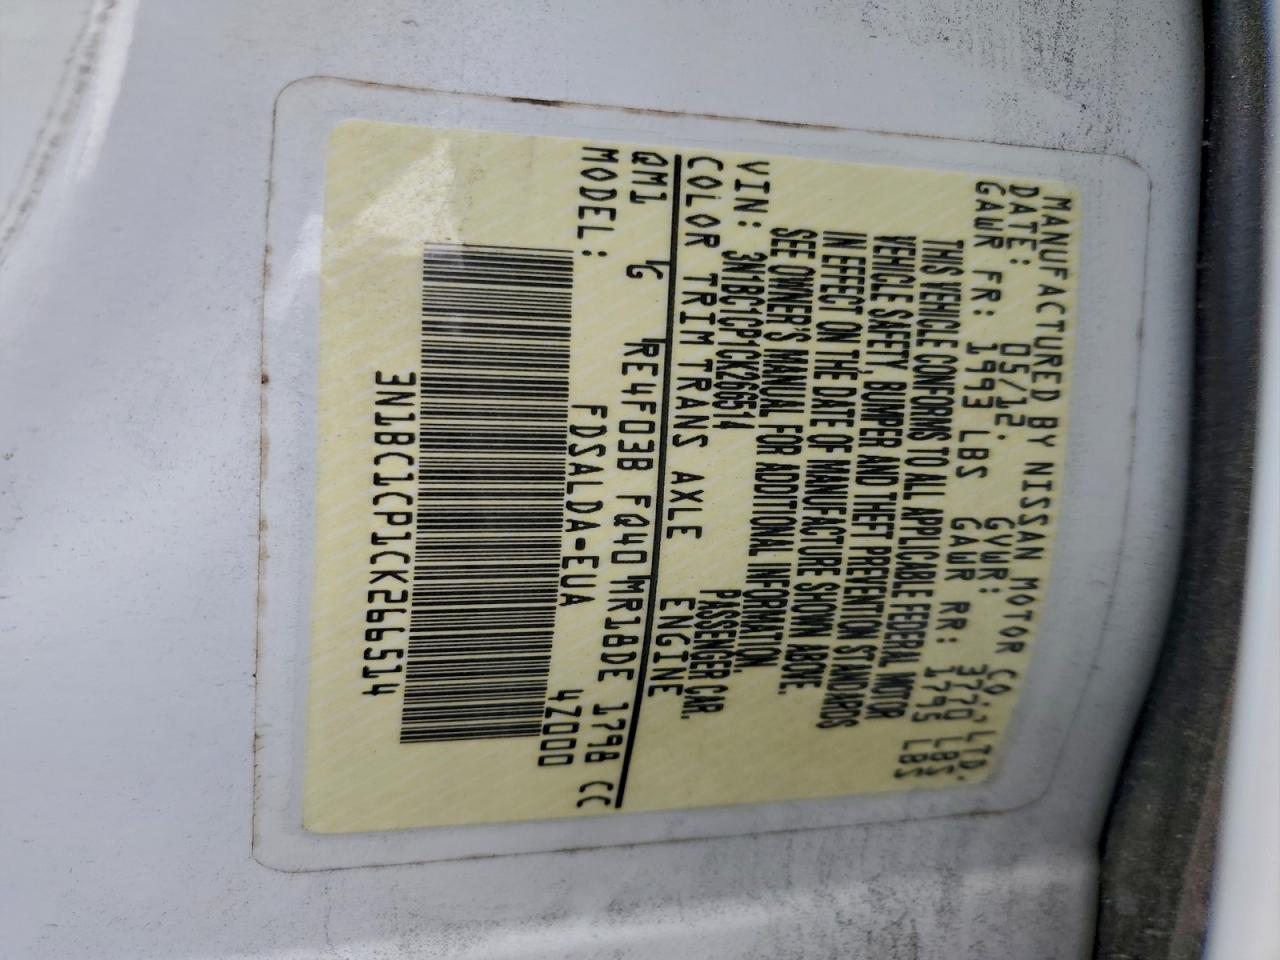 MANUFACTURED BY NISSAN MOTOR CO., LTD.
DATE: 05/12. GVWR: 3770 LBS
GAWR FR: 1993 LBS GAWR RR: 1795 LBS
THIS VEHICLE CONFORMS TO ALL APPLICABLE FEDERAL MOTOR
VEHICLE SAFETY, BUMPER AND THEFT PREVENTION STANDARDS
IN EFFECT ON THE DATE OF MANUFACTURE SHOWN ABOVE.
SEE OWNER'S MANUAL FOR ADDITIONAL INFORMATION.
VIN: 3N1BC1CP1CK266514 PASSENGER CAR.
COLOR TRIM TRANS AXLE ENGINE
QM1 G RE4F03B FQ40 MR18DE 1798 CC
MODEL: FDSALDA-EUA 4Z000
3N1BC1CP1CK266514